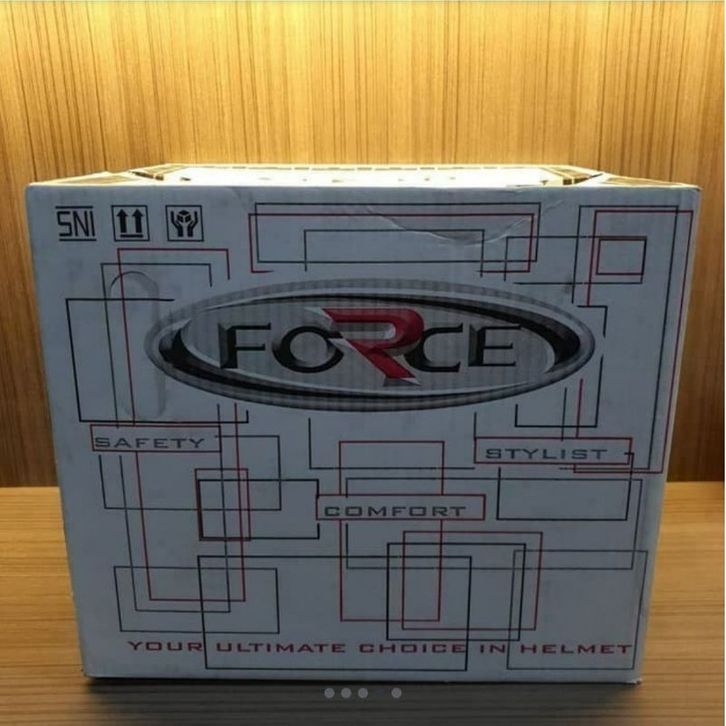 SNI
FORCE
SAFETY
STYLIST
COMFORT
YOUR ULTIMATE CHOICE IN HELMET